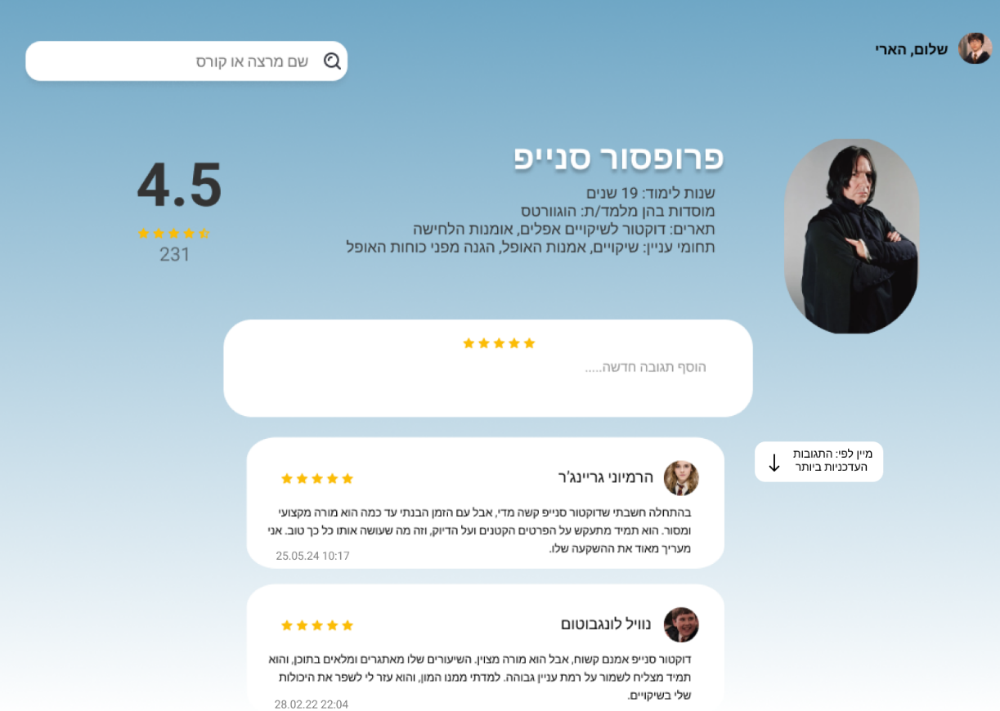 שלום, הארי
שם מרצה או קורס
פרופסור סנייפ
שנות לימוד: 19 שנים
מוסדות בהן מלמד/ת: הוגוורטס
תארים: דוקטור לשיקויים אפלים, אומנות הלחישה
תחומי עניין: שיקויים, אמנות האופל, הגנה מפני כוחות האופל
4.5
231
הוסף תגובה חדשה.....
מיין לפי: התגובות
העדכניות ביותר
הרמיוני גריינג'ר
בהתחלה חשבתי שדוקטור סנייפ קשה מדי, אבל עם הזמן הבנתי עד כמה הוא מורה מקצועי
ומסור. הוא תמיד מתעקש על הפרטים הקטנים ועל הדיוק, וזה מה שעושה אותו כל כך טוב. אני
מעריך מאוד את ההשקעה שלו.
25.05.24 10:17
נוויל לונגבוטום
דוקטור סנייפ אמנם קשוח, אבל הוא מורה מצוין. השיעורים שלו מאתגרים ומלאים בתוכן, והוא
תמיד מצליח לשמור על רמת עניין גבוהה. למדתי ממנו המון, והוא עזר לי לשפר את היכולות
שלי בשיקויים.
28.02.22 22:04